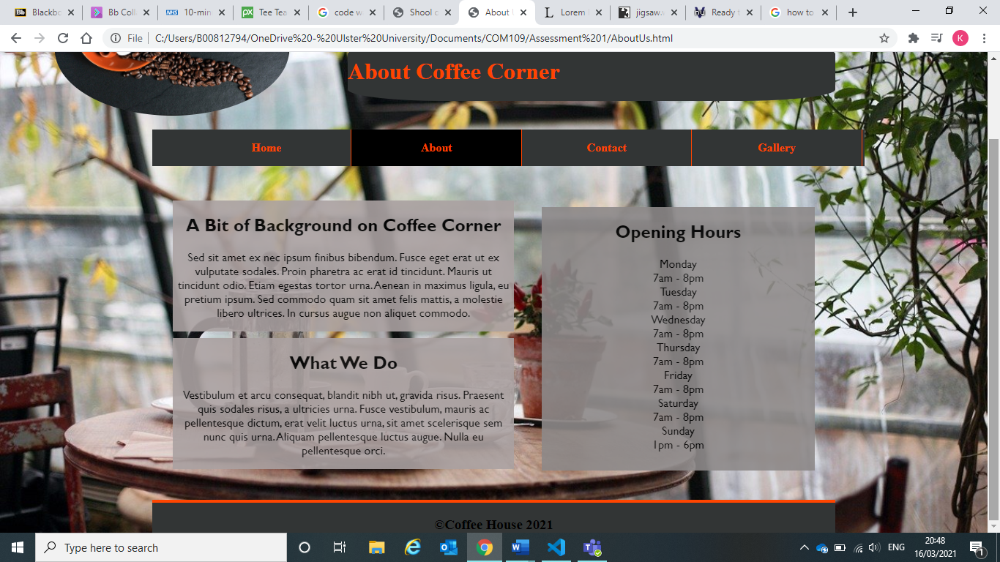 Blackbc
Bb Coll
10-min
Tee Tea
code w
Shool c
About
Lorem
jigsaw.
Ready t
how to
File
C:/Users/B00812794/OneDrive%20-%20Ulster%20University/Documents/COM109/Assessment%201/AboutUs.html
K
About Coffee Corner
Home
About
Contact
Gallery
A Bit of Background on Coffee Corner
Sed sit amet ex nec ipsum finibus bibendum. Fusce eget erat ut ex
vulputate sodales. Proin pharetra ac erat id tincidunt. Mauris ut
tincidunt odio. Etiam egestas tortor urna. Aenean in maximus ligula, eu
pretium ipsum. Sed commodo quam sit amet felis mattis, a molestie
libero ultrices. In cursus augue non aliquet commodo.
What We Do
Vestibulum et arcu consequat, blandit nibh ut, gravida risus. Praesent
quis sodales risus, a ultricies urna. Fusce vestibulum, mauris ac
pellentesque dictum, erat velit luctus urna, sit amet scelerisque sem
nunc quis urna. Aliquam pellentesque luctus augue. Nulla eu
pellentesque orci.
Opening Hours
Monday
7am - 8pm
Tuesday
7am - 8pm
Wednesday
7am - 8pm
Thursday
7am - 8pm
Friday
7am - 8pm
Saturday
7am - 8pm
Sunday
1pm - 6pm
©Coffee House 2021
Type here to search
ENG
20:48
16/03/2021
1